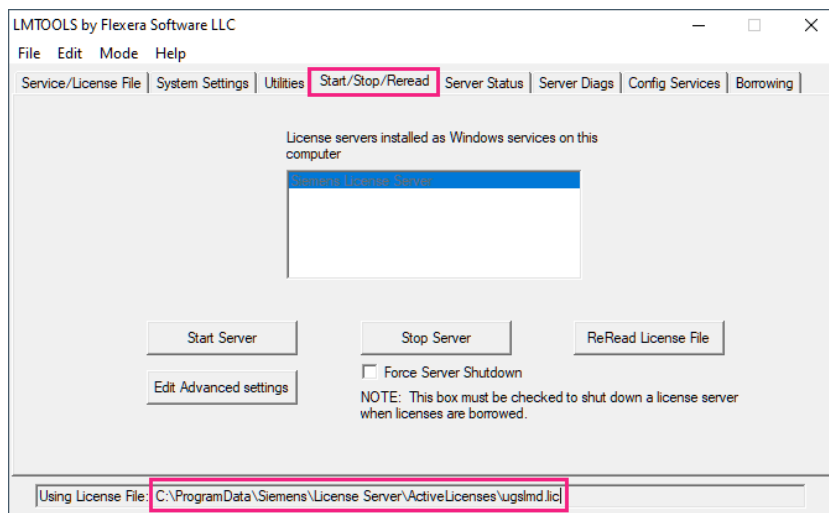 LMTOOLS by Flexera Software LLC
File Edit Mode Help
Service/License File System Settings Utilities Start/Stop/Reread Server Status Server Diags Config Services Borrowing
License servers installed as Windows services on this
computer
Siemens License Server
Start Server Stop Server ReRead License File
Edit Advanced settings
Force Server Shutdown
NOTE: This box must be checked to shut down a license server
when licenses are borrowed.
Using License File: C:\ProgramData\Siemens\License Server\ActiveLicenses\ugslmd.lic